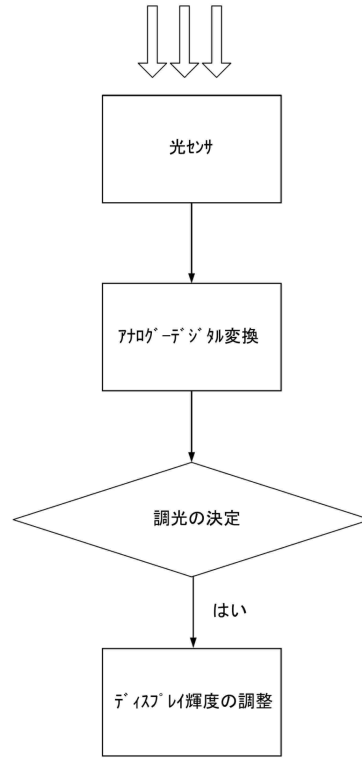 光ｾﾝｻ
ｱﾅﾛｸﾞｰﾃﾞｼﾞﾀﾙ変換
調光の決定
はい
ﾃﾞｨｽﾌﾟﾚｲ輝度の調整